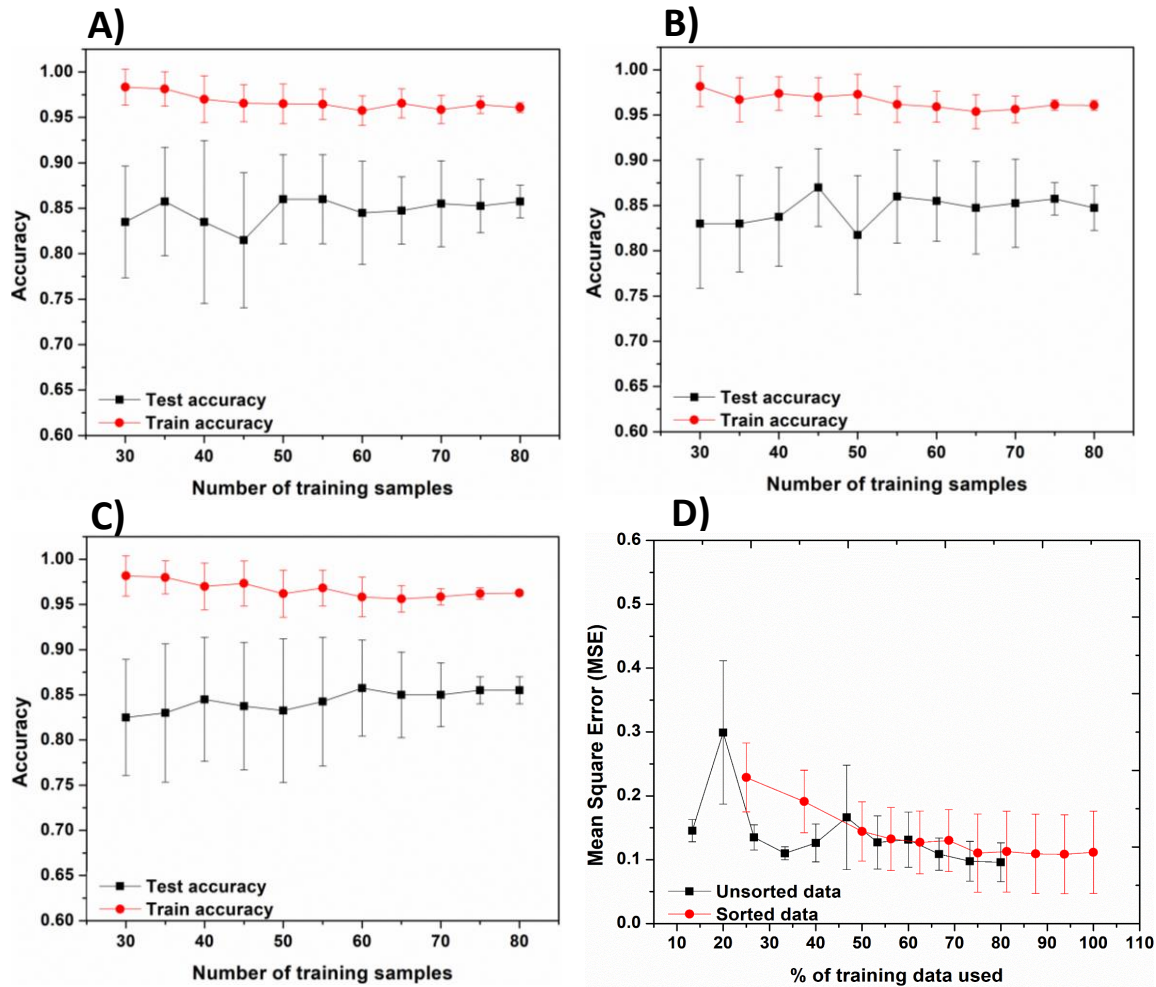 A)
1.00
0.95
0.90
0.85
0.80
0.75
0.70
0.65
0.60
Accuracy
Test accuracy
Train accuracy
30 40 50 60 70 80
Number of training samples
B)
1.00
0.95
0.90
0.85
0.80
0.75
0.70
0.65
0.60
Accuracy
Test accuracy
Train accuracy
30 40 50 60 70 80
Number of training samples
C)
1.00
0.95
0.90
0.85
0.80
0.75
0.70
0.65
0.60
Accuracy
Test accuracy
Train accuracy
30 40 50 60 70 80
Number of training samples
D)
0.6
0.5
0.4
0.3
0.2
0.1
0.0
Mean Square Error (MSE)
Unsorted data
Sorted data
10 20 30 40 50 60 70 80 90 100 110
% of training data used